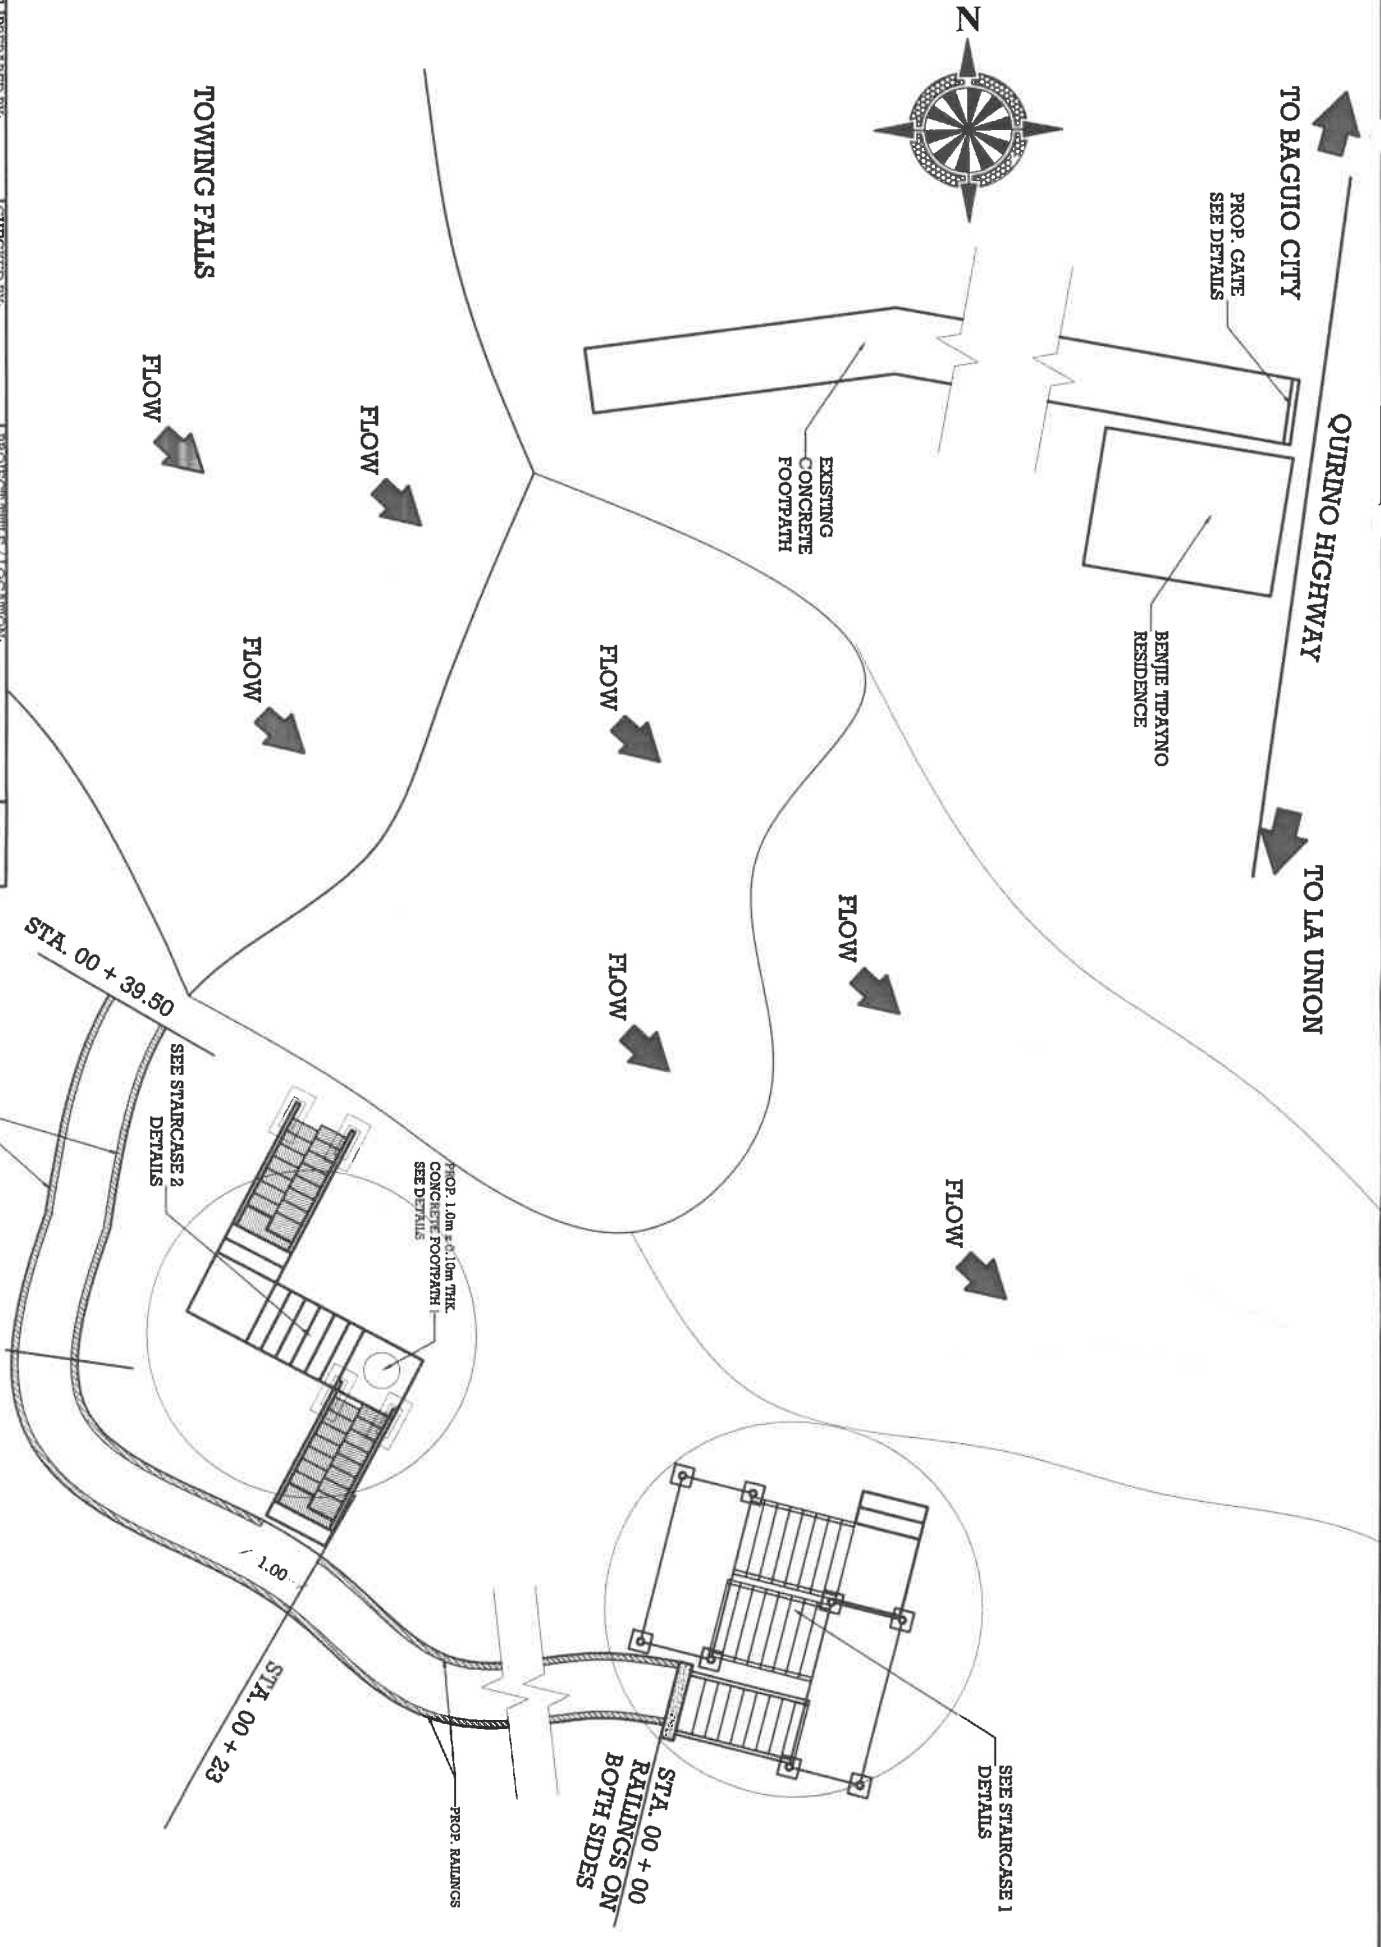 N
TO BAGUIO CITY
QUIRINO HIGHWAY
TO LA UNION
PROP. GATE
SEE DETAILS
BENJIE TIPAYNO
RESIDENCE
EXISTING
CONCRETE
FOOTPATH
TOWING FALLS
FLOW
FLOW
FLOW
FLOW
FLOW
FLOW
FLOW
SEE STAIRCASE 1
DETAILS
STA. 00 + 00
RAILINGS ON
BOTH SIDES
PROP. 1.0m x 0.10m THK.
CONCRETE FOOTPATH
SEE DETAILS
PROP. RAILINGS
SEE STAIRCASE 2
DETAILS
1.00
STA. 00 + 23
STA. 00 + 39.50